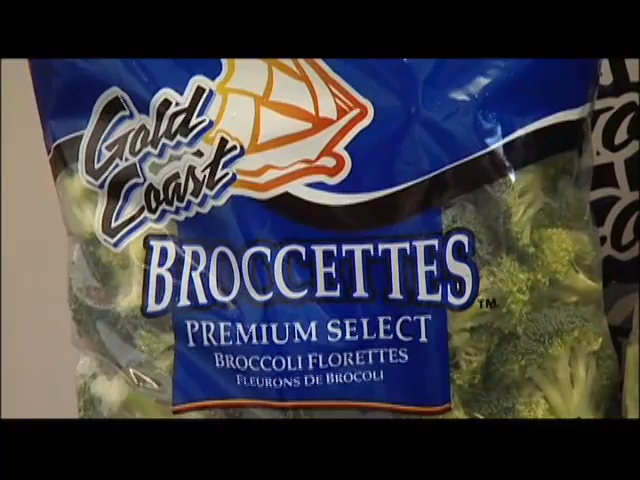 Gold
Coast
BROCCETTES™
PREMIUM SELECT
BROCCOLI FLORETTES
FLEURONS DE BROCOLI